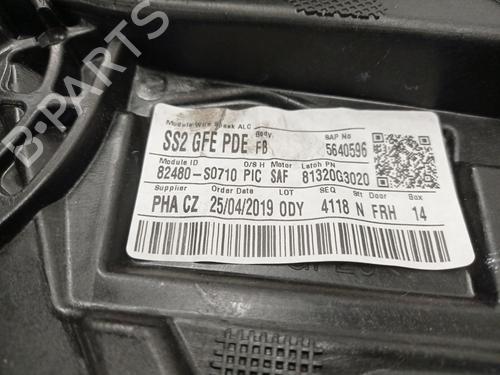 B-PARTS
Module/Wire Speak ALC Body SAP No
SS2 GFE PDE FB 5640596
Module ID O/S H Motor Latch PN
82480-S0710 PIC SAF 81320G3020
Supplier Order Date LOT SEQ Stt Door
PHA CZ 25/04/2019 ODY 4118 N FRH 14